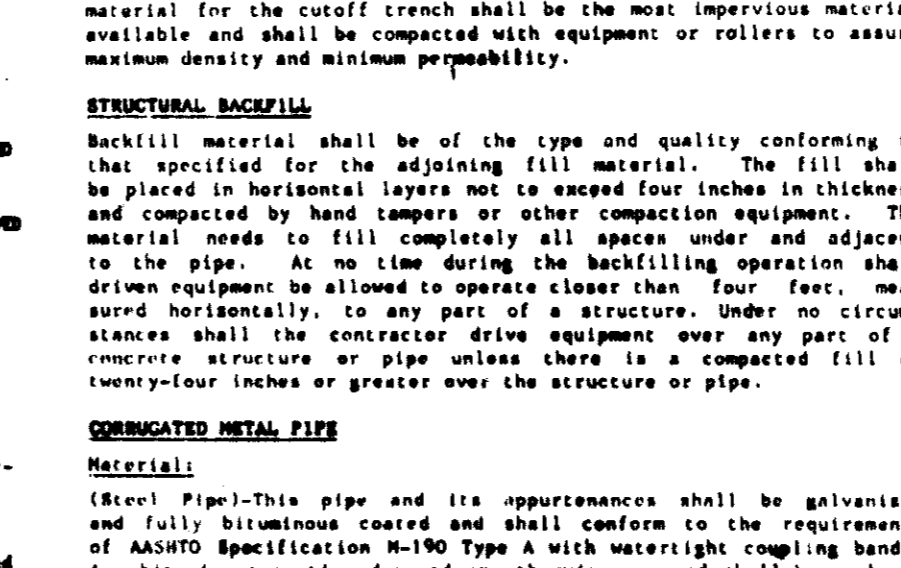 material for the cutoff trench shall be the most impervious materia
available and shall be compacted with equipment or rollers to assur
maximum density and minimum permeability.
STRUCTURAL BACKFILL
Backfill material shall be of the type and quality conforming t
that specified for the adjoining fill material. The fill sha
be placed in horizontal layers not to exceed four inches in thickne
and compacted by hand tampers or other compaction equipment. Th
material needs to fill completely all spaces under and adjace
to the pipe. At no time during the backfilling operation sha
driven equipment be allowed to operate closer than four feet, mea
sured horizontally, to any part of a structure. Under no circum
stances shall the contractor drive equipment over any part of
concrete structure or pipe unless there is a compacted fill o
twenty-four inches or greater over the structure or pipe.
CORRUGATED METAL PIPE
Material:
(Steel Pipe)-This pipe and its appurtenances shall be galvaniz
and fully bituminous coated and shall conform to the requiremen
of AASHTO Specification M-190 Type A with watertight coupling band